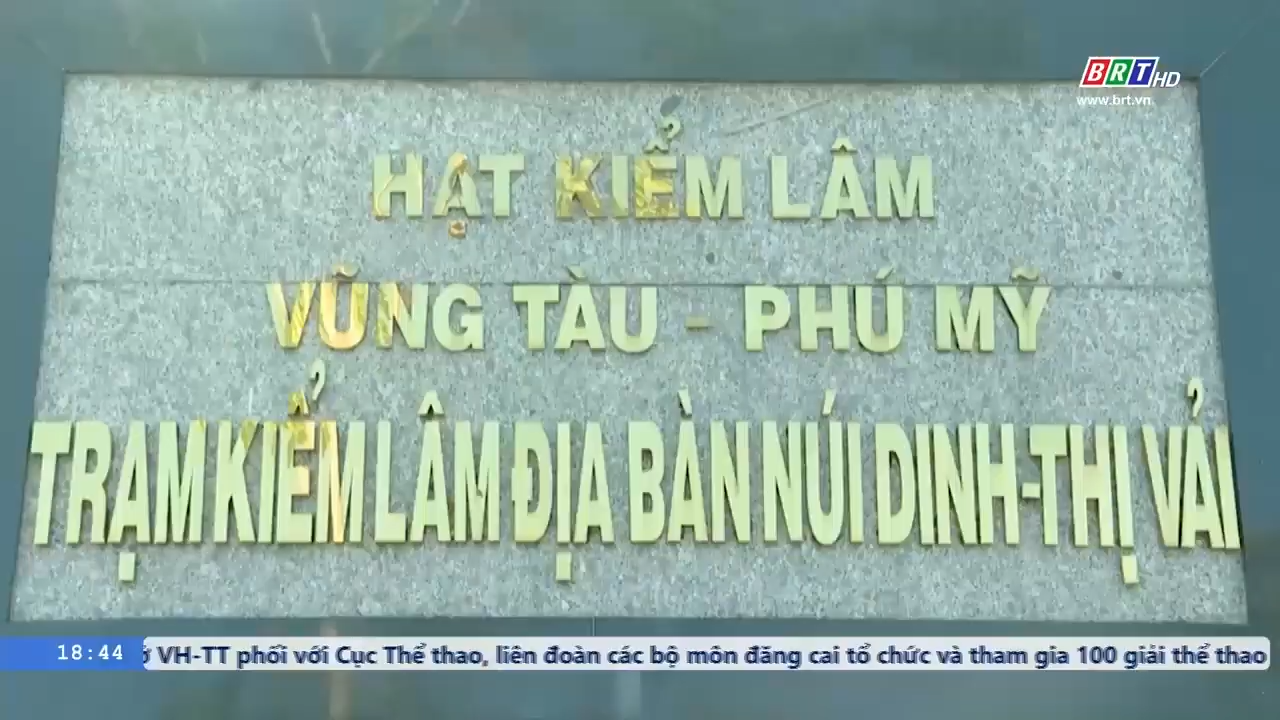 BRT HD
www.brt.vn
HẠT KIỂM LÂM
VŨNG TÀU - PHÚ MỸ
TRẠM KIỂM LÂM ĐỊA BÀN NÚI DINH-THỊ VẢI
18:44 VH-TT phối với Cục Thể thao, liên đoàn các bộ môn đăng cai tổ chức và tham gia 100 giải thể thao